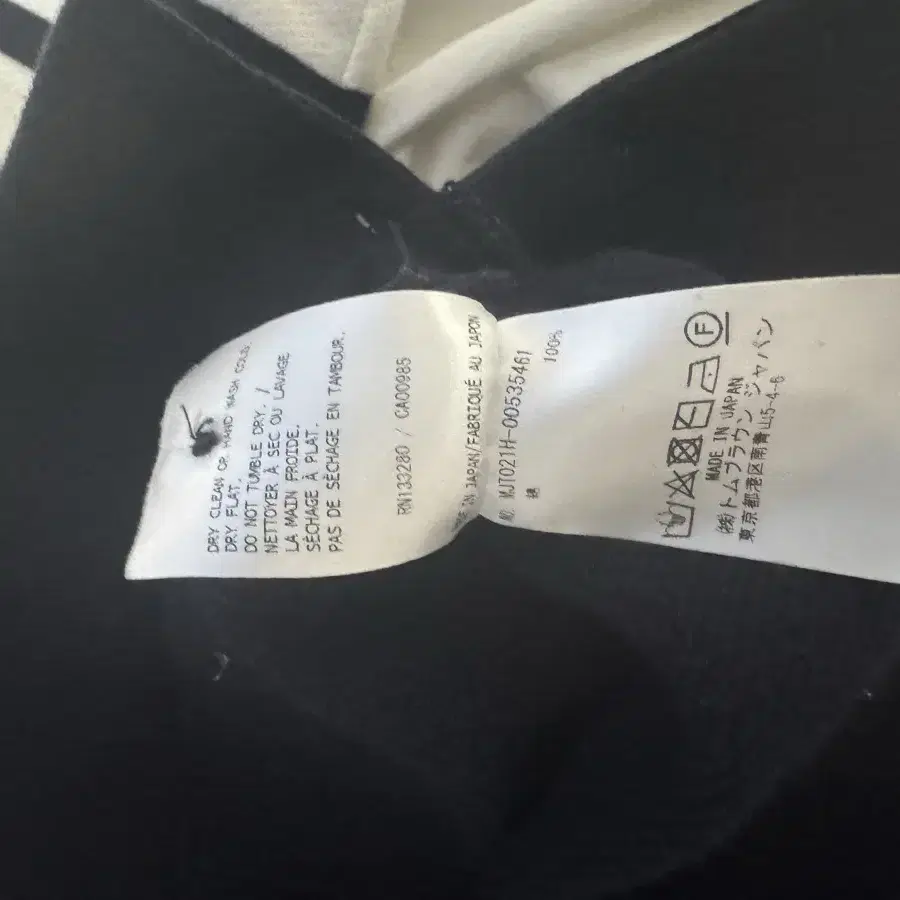 DRY CLEAN OR HAND WASH COLD.
DRY FLAT.
DO NOT TUMBLE DRY. /
NETTOYER À SEC OU LAVAGE
LA MAIN FROIDE.
SÉCHAGE À PLAT.
PAS DE SÉCHAGE EN TAMBOUR.
RN133280 / CA00985
IN JAPAN/FABRIQUÉ AU JAPON
NO. MJT021H-00535461
綿 100%
F
MADE IN JAPAN
(株)トムブラウン ジャパン
東京都港区南青山5-4-6